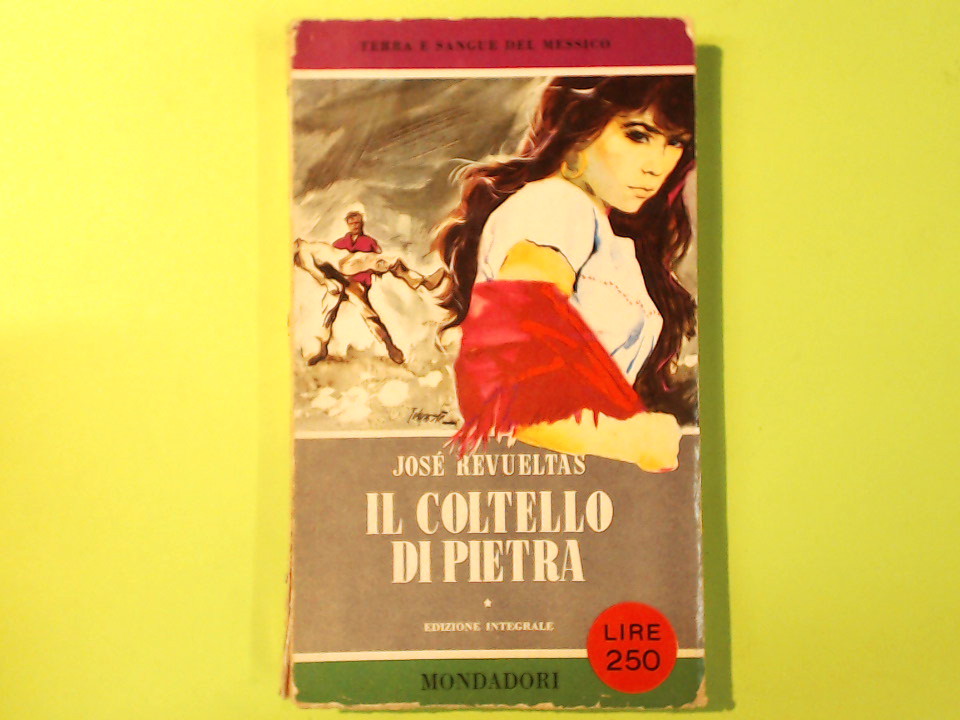 TERRA E SANGUE DEL MESSICO
JOSÉ REVUELTAS
IL COLTELLO
DI PIETRA
EDIZIONE INTEGRALE
LIRE
250
MONDADORI